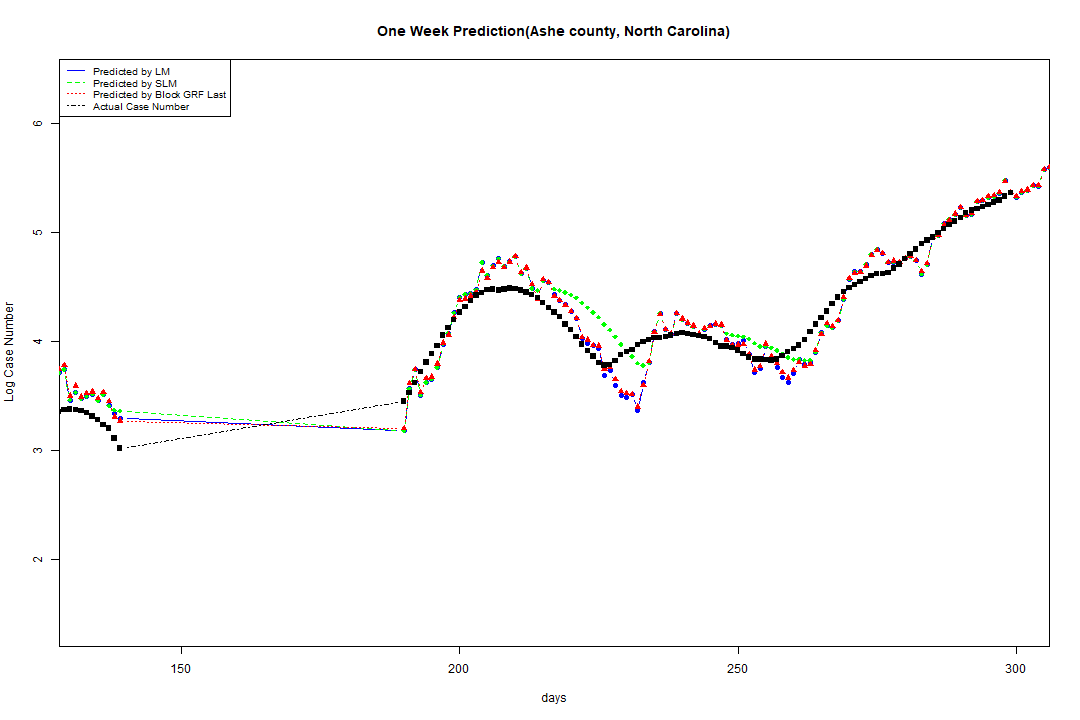 One Week Prediction(Ashe county, North Carolina)
Predicted by LM
Predicted by SLM
Predicted by Block GRF Last
Actual Case Number
Log Case Number
6
5
4
3
2
150
200
250
300
days